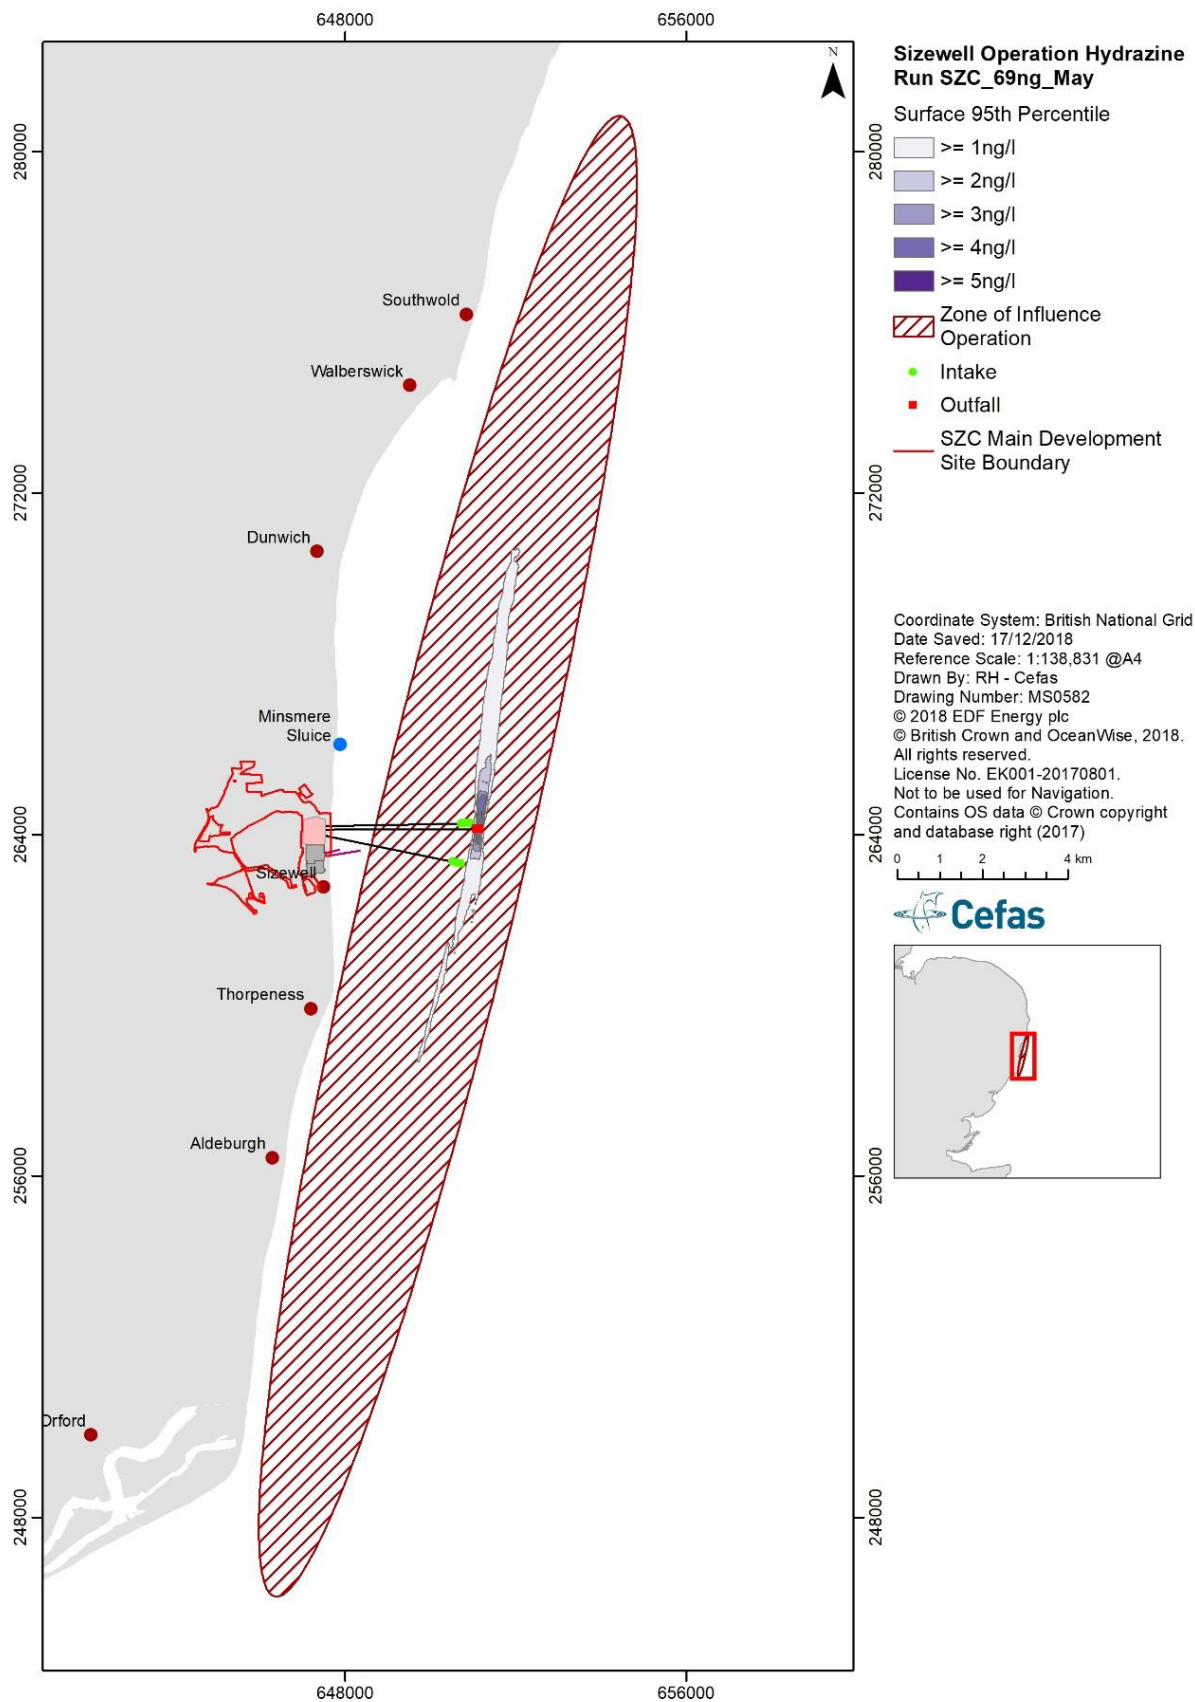 648000
656000
N
Sizewell Operation Hydrazine
Run SZC_69ng_May
Surface 95th Percentile
>= 1ng/l
>= 2ng/l
>= 3ng/l
>= 4ng/l
>= 5ng/l
Zone of Influence
Operation
Intake
Outfall
SZC Main Development
Site Boundary
280000
280000
Southwold
Walberswick
272000
272000
Dunwich
Minsmere
Sluice
264000
264000
Sizewell
Thorpeness
Aldeburgh
256000
256000
Orford
248000
248000
648000
656000
Coordinate System: British National Grid
Date Saved: 17/12/2018
Reference Scale: 1:138,831 @A4
Drawn By: RH - Cefas
Drawing Number: MS0582
© 2018 EDF Energy plc
© British Crown and OceanWise, 2018.
All rights reserved.
License No. EK001-20170801.
Not to be used for Navigation.
Contains OS data © Crown copyright
and database right (2017)
0 1 2 4 km
Cefas